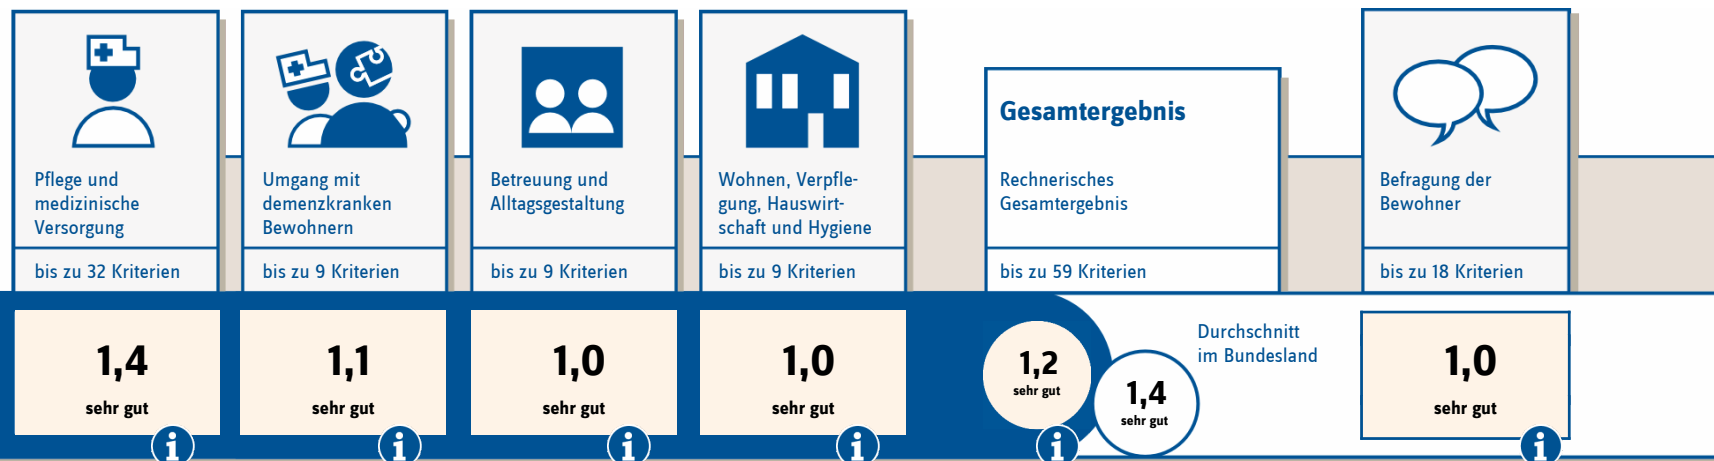 Pflege und
medizinische
Versorgung
bis zu 32 Kriterien
1,4
sehr gut
Umgang mit
demenzkranken
Bewohnern
bis zu 9 Kriterien
1,1
sehr gut
Betreuung und
Alltagsgestaltung
bis zu 9 Kriterien
1,0
sehr gut
Wohnen, Verpfle-
gung, Hauswirt-
schaft und Hygiene
bis zu 9 Kriterien
1,0
sehr gut
Gesamtergebnis
Rechnerisches
Gesamtergebnis
bis zu 59 Kriterien
1,2
sehr gut
Durchschnitt
im Bundesland
1,4
sehr gut
Befragung der
Bewohner
bis zu 18 Kriterien
1,0
sehr gut